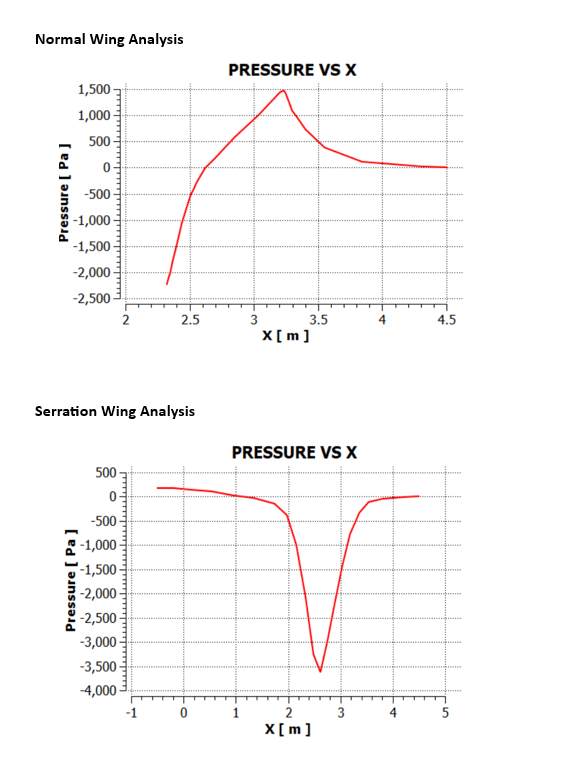 Normal Wing Analysis
PRESSURE VS X
1,500
1,000
500
0
-500
-1,000
-1,500
-2,000
-2,500
Pressure [ Pa ]
2 2.5 3 3.5 4 4.5
X [ m ]
Serration Wing Analysis
PRESSURE VS X
500
0
-500
-1,000
-1,500
-2,000
-2,500
-3,000
-3,500
-4,000
Pressure [ Pa ]
-1 0 1 2 3 4 5
X [ m ]